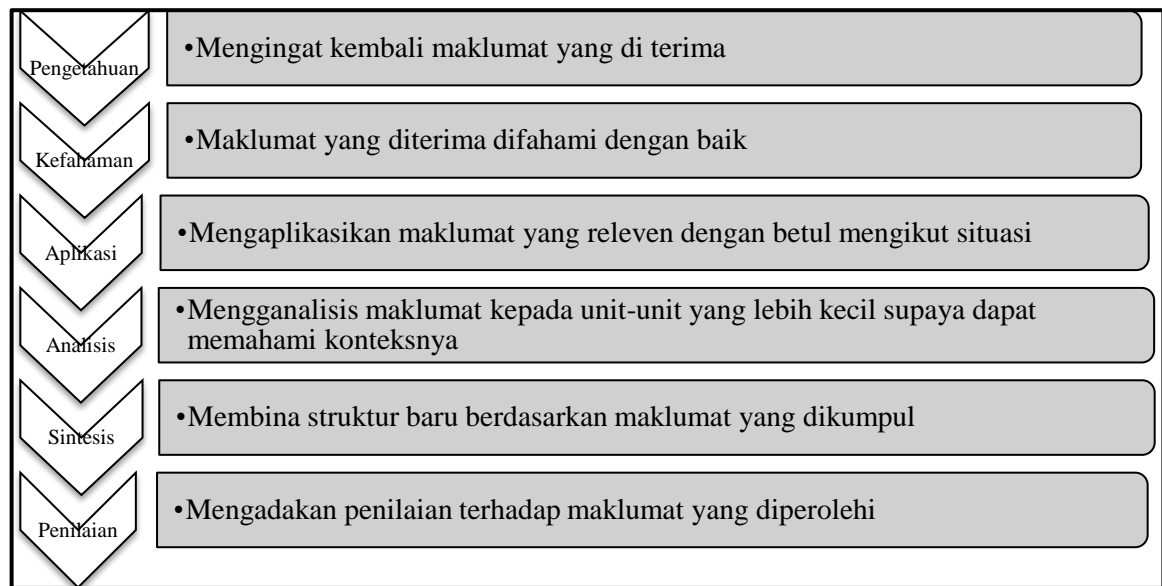 Pengetahuan
•Mengingat kembali maklumat yang di terima
Kefahaman
•Maklumat yang diterima difahami dengan baik
Aplikasi
•Mengaplikasikan maklumat yang releven dengan betul mengikut situasi
Analisis
•Mengganalisis maklumat kepada unit-unit yang lebih kecil supaya dapat
memahami konteksnya
Sintesis
•Membina struktur baru berdasarkan maklumat yang dikumpul
Penilaian
•Mengadakan penilaian terhadap maklumat yang diperolehi